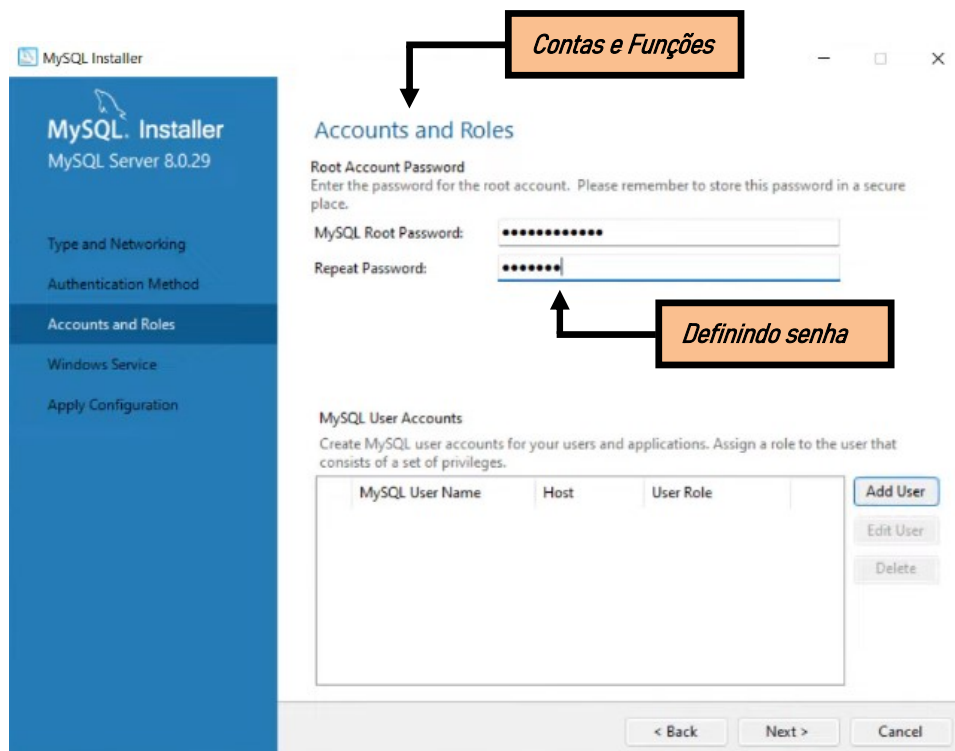 Contas e Funções
MySQL Installer
MySQL. Installer
MySQL Server 8.0.29
Type and Networking
Authentication Method
Accounts and Roles
Windows Service
Apply Configuration
Accounts and Roles
Root Account Password
Enter the password for the root account. Please remember to store this password in a secure
place.
MySQL Root Password: ●●●●●●●●●●●●
Repeat Password: ●●●●●●●
Definindo senha
MySQL User Accounts
Create MySQL user accounts for your users and applications. Assign a role to the user that
consists of a set of privileges.
MySQL User Name Host User Role
Add User
Edit User
Delete
< Back Next > Cancel